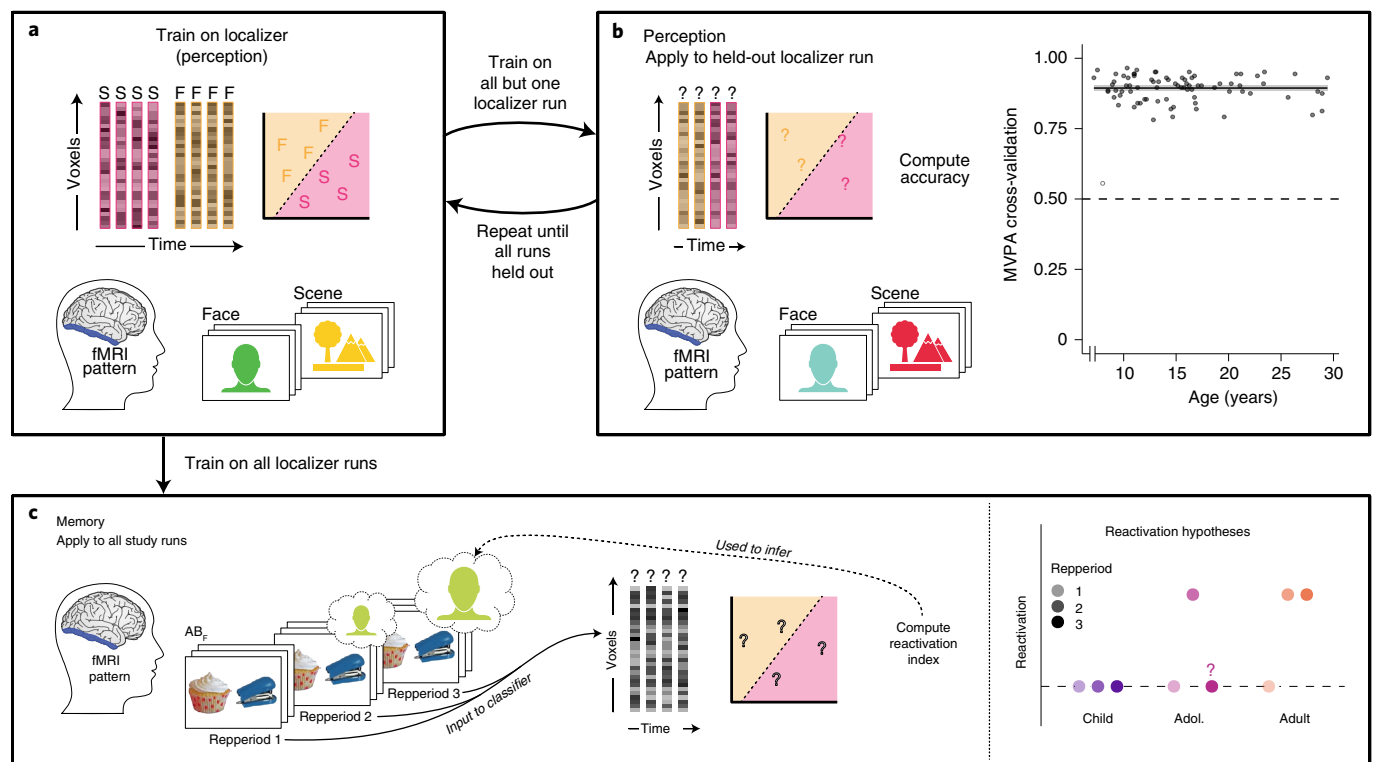 a
Train on localizer
(perception)
S S S S F F F F
Voxels
Time
F
F
F
F
S
S
S
S
fMRI
pattern
Face
Scene
Train on
all but one
localizer run
Repeat until
all runs
held out
b
Perception
Apply to held-out localizer run
? ? ? ?
Voxels
Time
?
?
?
?
Compute
accuracy
fMRI
pattern
Face
Scene
MVPA cross-validation
1.00
0.75
0.50
0.25
0
10 15 20 25 30
Age (years)
Train on all localizer runs
c
Memory
Apply to all study runs
fMRI
pattern
ABF
Repperiod 1
Repperiod 2
Repperiod 3
Input to classifier
Used to infer
? ? ? ?
Voxels
Time
?
?
?
?
Compute
reactivation
index
Reactivation hypotheses
Repperiod
1
2
3
Reactivation
?
Child Adol. Adult